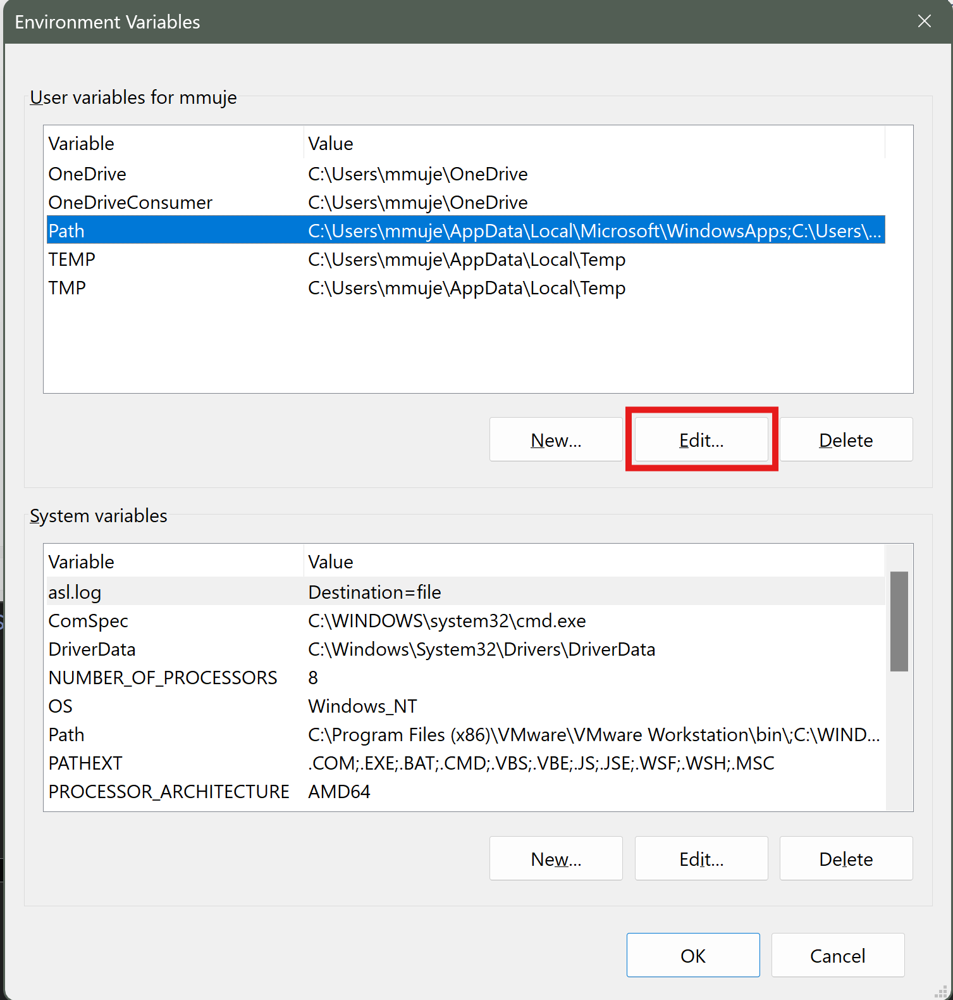 Environment Variables
User variables for mmuje
Variable Value
OneDrive C:\Users\mmuje\OneDrive
OneDriveConsumer C:\Users\mmuje\OneDrive
Path C:\Users\mmuje\AppData\Local\Microsoft\WindowsApps;C:\Users\...
TEMP C:\Users\mmuje\AppData\Local\Temp
TMP C:\Users\mmuje\AppData\Local\Temp
New... Edit... Delete
System variables
Variable Value
asl.log Destination=file
ComSpec C:\WINDOWS\system32\cmd.exe
DriverData C:\Windows\System32\Drivers\DriverData
NUMBER_OF_PROCESSORS 8
OS Windows_NT
Path C:\Program Files (x86)\VMware\VMware Workstation\bin\;C:\WIND...
PATHEXT .COM;.EXE;.BAT;.CMD;.VBS;.VBE;.JS;.JSE;.WSF;.WSH;.MSC
PROCESSOR_ARCHITECTURE AMD64
New... Edit... Delete
OK Cancel